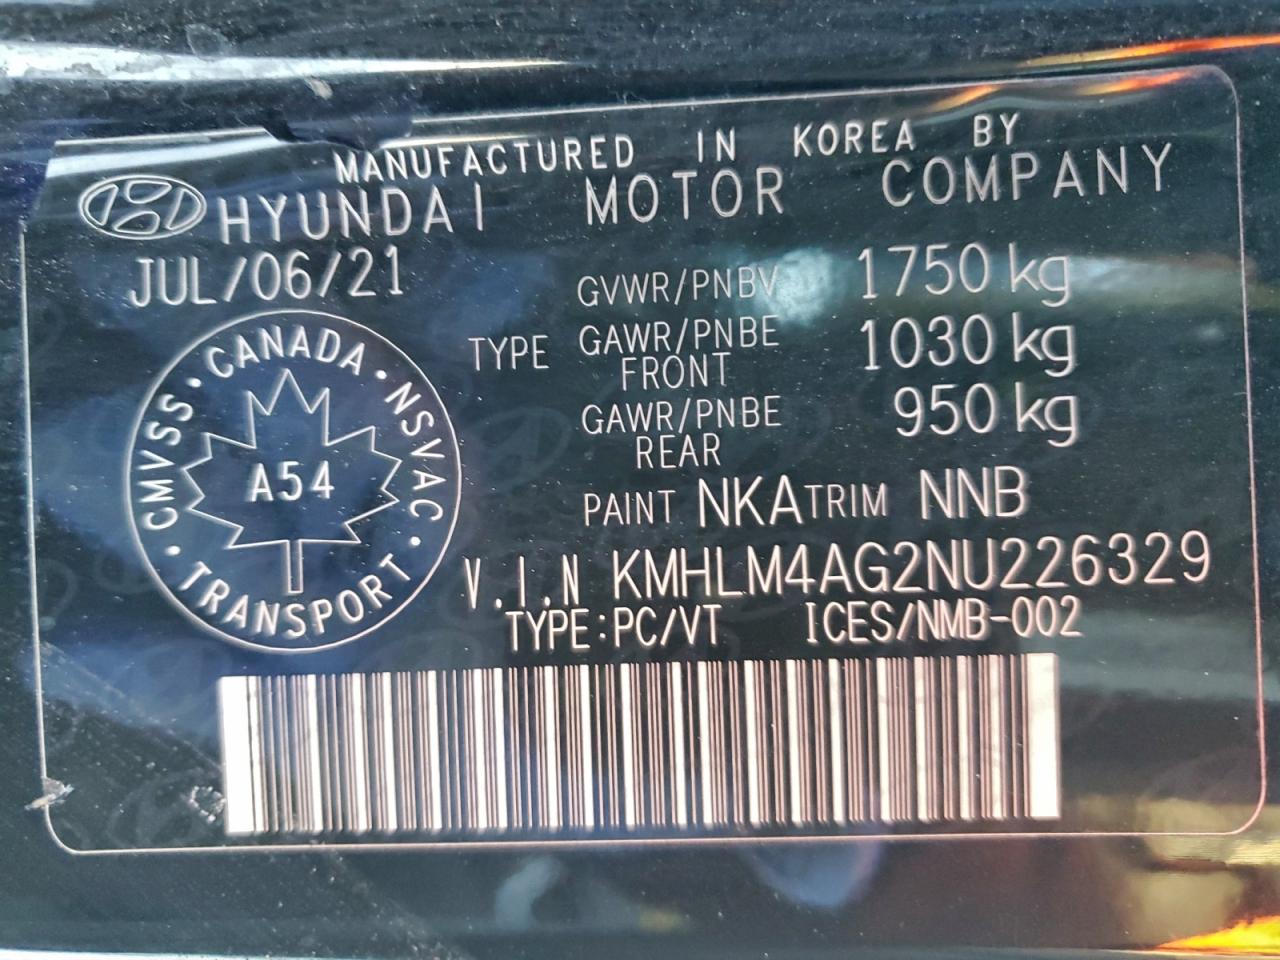 MANUFACTURED IN KOREA BY
HYUNDAI MOTOR COMPANY
JUL/06/21
GVWR/PNBV 1750 kg
TYPE GAWR/PNBE FRONT 1030 kg
GAWR/PNBE REAR 950 kg
CMVSS · CANADA · NSVAC · TRANSPORT ·
A54
PAINT NKA TRIM NNB
V.I.N KMHLM4AG2NU226329
TYPE:PC/VT ICES/NMB-002